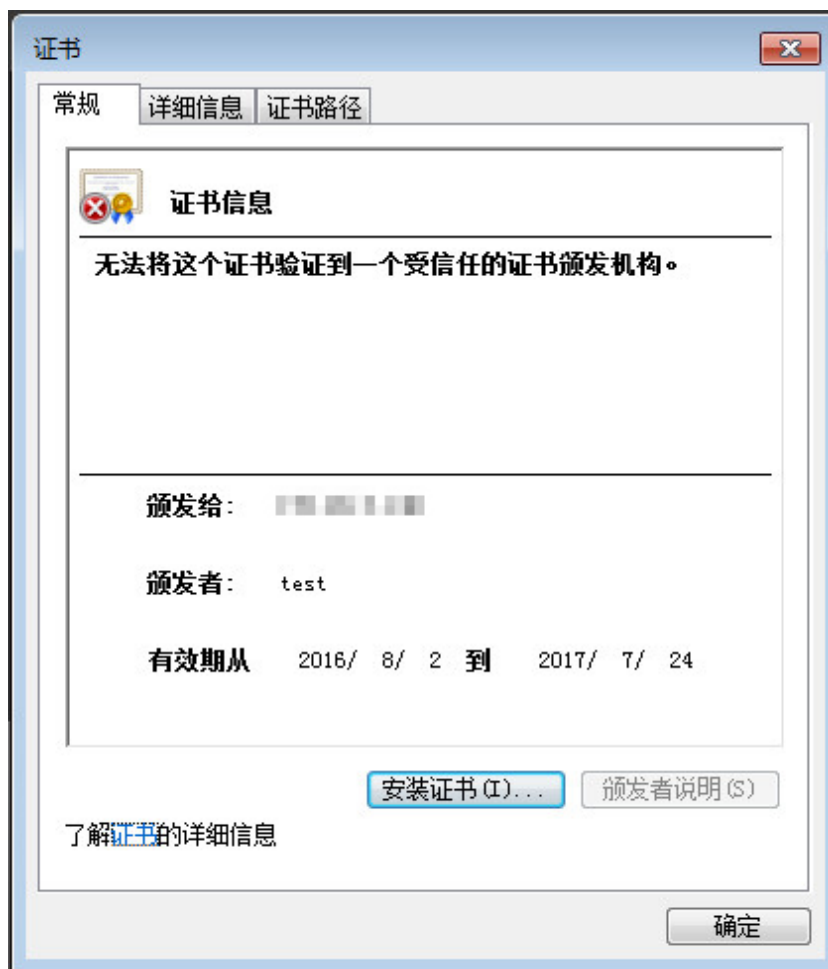 证书
常规 详细信息 证书路径
证书信息
无法将这个证书验证到一个受信任的证书颁发机构。
颁发给:
颁发者: test
有效期从 2016/ 8/ 2 到 2017/ 7/ 24
安装证书(I)... 颁发者说明(S)
了解证书的详细信息
确定